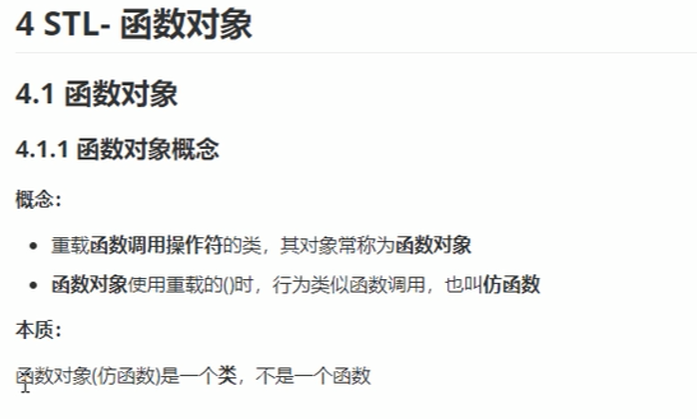 4 STL- 函数对象
4.1 函数对象
4.1.1 函数对象概念
概念：
重载函数调用操作符的类，其对象常称为函数对象
函数对象使用重载的()时，行为类似函数调用，也叫仿函数
本质：
函数对象(仿函数)是一个类，不是一个函数